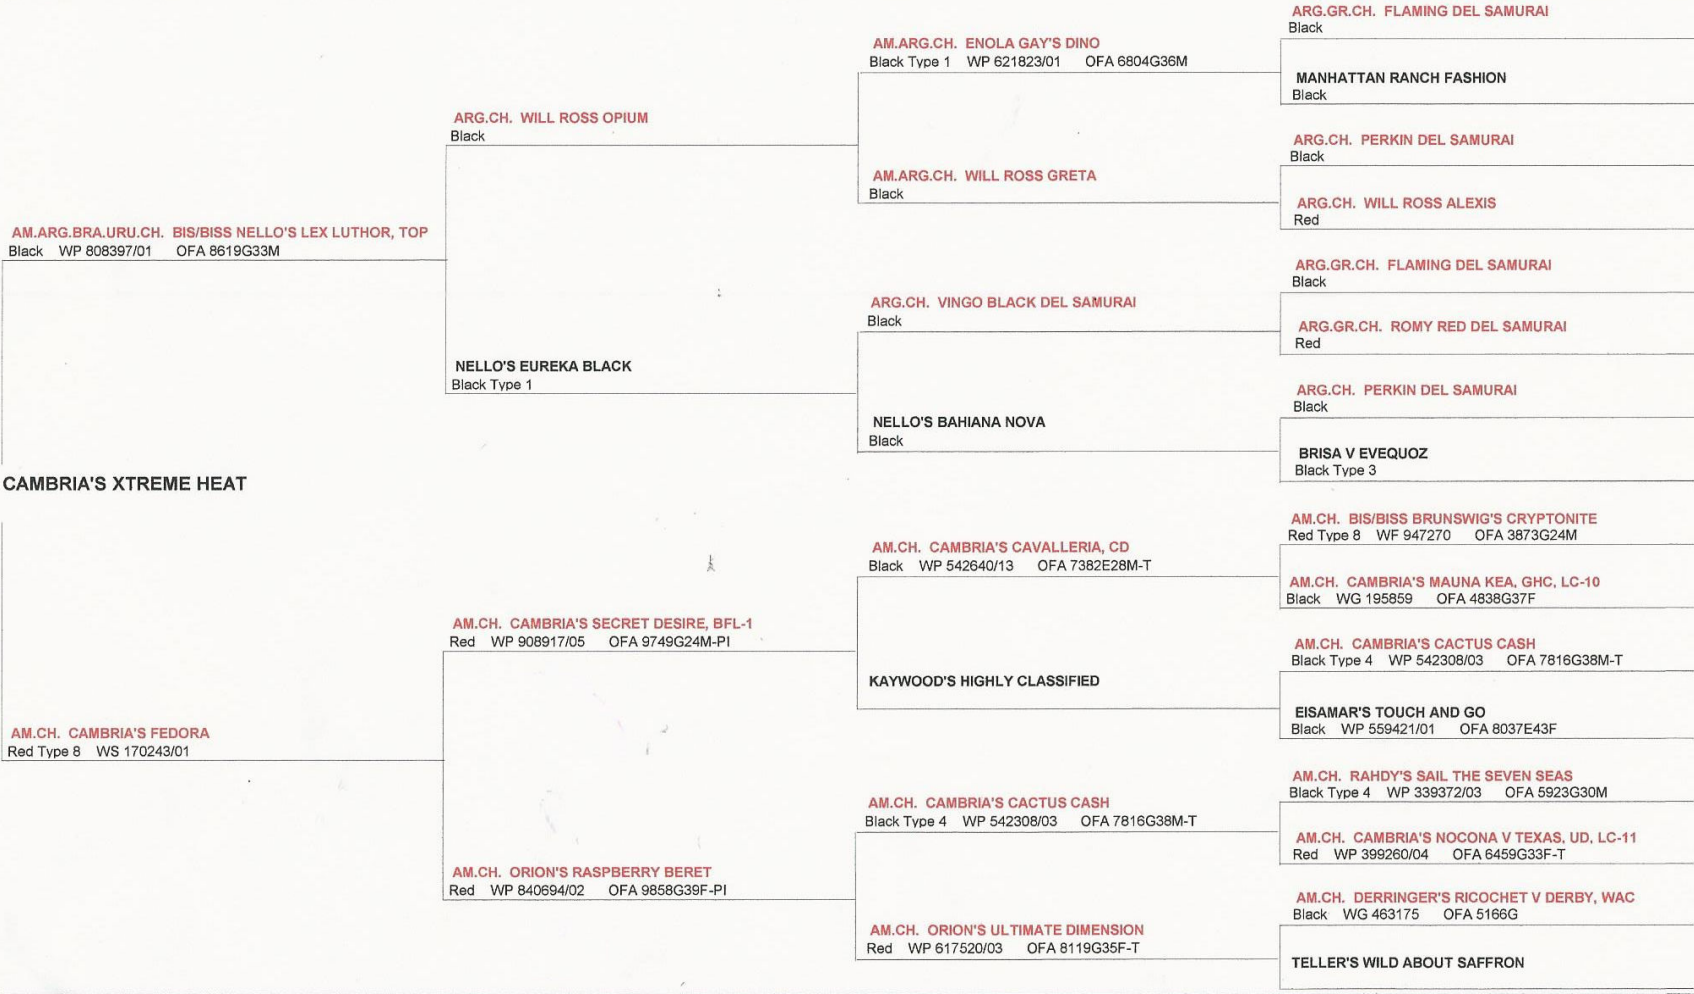 ARG.GR.CH. FLAMING DEL SAMURAI
Black
AM.ARG.CH. ENOLA GAY'S DINO
Black Type 1 WP 621823/01 OFA 6804G36M
MANHATTAN RANCH FASHION
Black
ARG.CH. WILL ROSS OPIUM
Black
ARG.CH. PERKIN DEL SAMURAI
Black
AM.ARG.CH. WILL ROSS GRETA
Black
ARG.CH. WILL ROSS ALEXIS
Red
AM.ARG.BRA.URU.CH. BIS/BISS NELLO'S LEX LUTHOR, TOP
Black WP 808397/01 OFA 8619G33M
ARG.GR.CH. FLAMING DEL SAMURAI
Black
ARG.CH. VINGO BLACK DEL SAMURAI
Black
ARG.GR.CH. ROMY RED DEL SAMURAI
Red
NELLO'S EUREKA BLACK
Black Type 1
ARG.CH. PERKIN DEL SAMURAI
Black
NELLO'S BAHIANA NOVA
Black
BRISA V EVEQUOZ
Black Type 3
CAMBRIA'S XTREME HEAT
AM.CH. BIS/BISS BRUNSWIG'S CRYPTONITE
Red Type 8 WF 947270 OFA 3873G24M
AM.CH. CAMBRIA'S CAVALLERIA, CD
Black WP 542640/13 OFA 7382E28M-T
AM.CH. CAMBRIA'S MAUNA KEA, GHC, LC-10
Black WG 195859 OFA 4838G37F
AM.CH. CAMBRIA'S SECRET DESIRE, BFL-1
Red WP 908917/05 OFA 9749G24M-PI
AM.CH. CAMBRIA'S CACTUS CASH
Black Type 4 WP 542308/03 OFA 7816G38M-T
KAYWOOD'S HIGHLY CLASSIFIED
EISAMAR'S TOUCH AND GO
Black WP 559421/01 OFA 8037E43F
AM.CH. CAMBRIA'S FEDORA
Red Type 8 WS 170243/01
AM.CH. RAHDY'S SAIL THE SEVEN SEAS
Black Type 4 WP 339372/03 OFA 5923G30M
AM.CH. CAMBRIA'S CACTUS CASH
Black Type 4 WP 542308/03 OFA 7816G38M-T
AM.CH. CAMBRIA'S NOCONA V TEXAS, UD, LC-11
Red WP 399260/04 OFA 6459G33F-T
AM.CH. ORION'S RASPBERRY BERET
Red WP 840694/02 OFA 9858G39F-PI
AM.CH. DERRINGER'S RICOCHET V DERBY, WAC
Black WG 463175 OFA 5166G
AM.CH. ORION'S ULTIMATE DIMENSION
Red WP 617520/03 OFA 8119G35F-T
TELLER'S WILD ABOUT SAFFRON